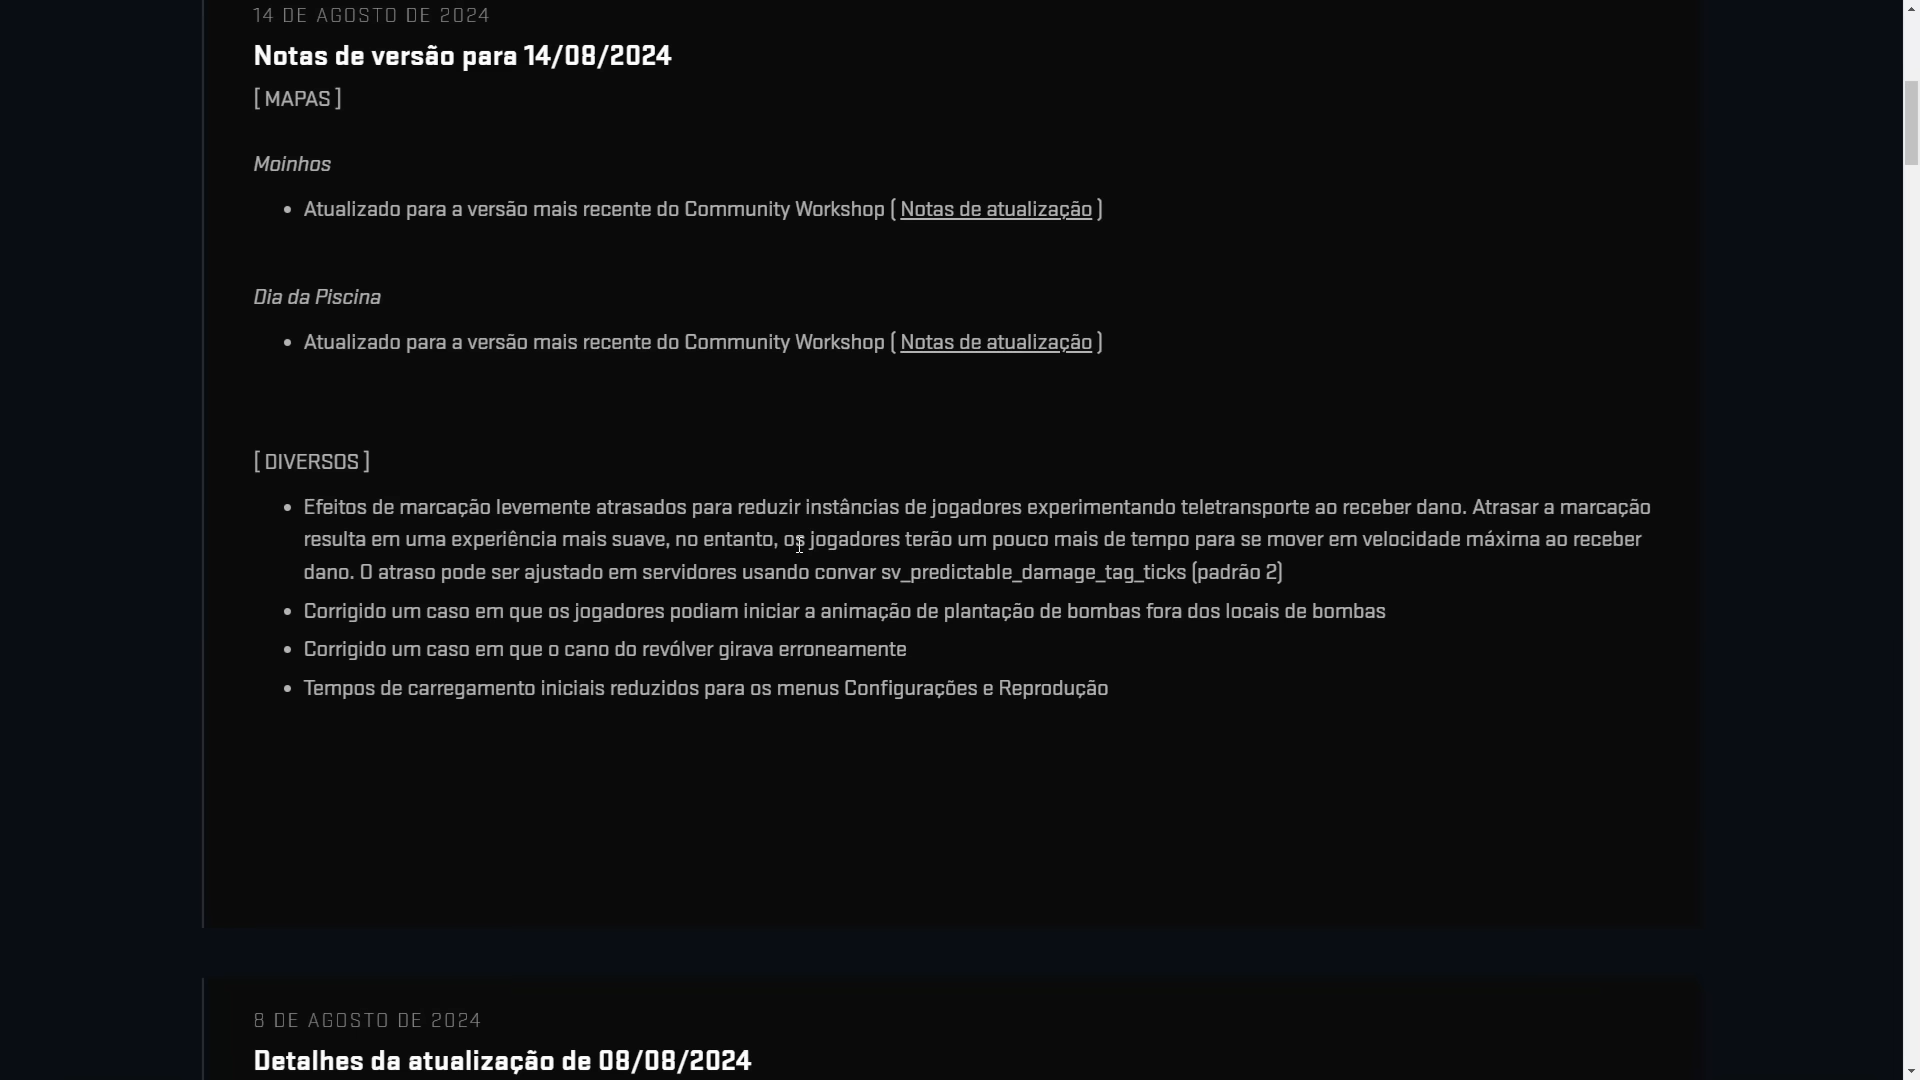 14 DE AGOSTO DE 2024
Notas de versão para 14/08/2024
[ MAPAS ]
Moinhos
• Atualizado para a versão mais recente do Community Workshop ( Notas de atualização )
Dia da Piscina
• Atualizado para a versão mais recente do Community Workshop ( Notas de atualização )
[ DIVERSOS ]
• Efeitos de marcação levemente atrasados para reduzir instâncias de jogadores experimentando teletransporte ao receber dano. Atrasar a marcação
resulta em uma experiência mais suave, no entanto, os jogadores terão um pouco mais de tempo para se mover em velocidade máxima ao receber
dano. O atraso pode ser ajustado em servidores usando convar sv_predictable_damage_tag_ticks (padrão 2)
• Corrigido um caso em que os jogadores podiam iniciar a animação de plantação de bombas fora dos locais de bombas
• Corrigido um caso em que o cano do revólver girava erroneamente
• Tempos de carregamento iniciais reduzidos para os menus Configurações e Reprodução
8 DE AGOSTO DE 2024
Detalhes da atualização de 08/08/2024